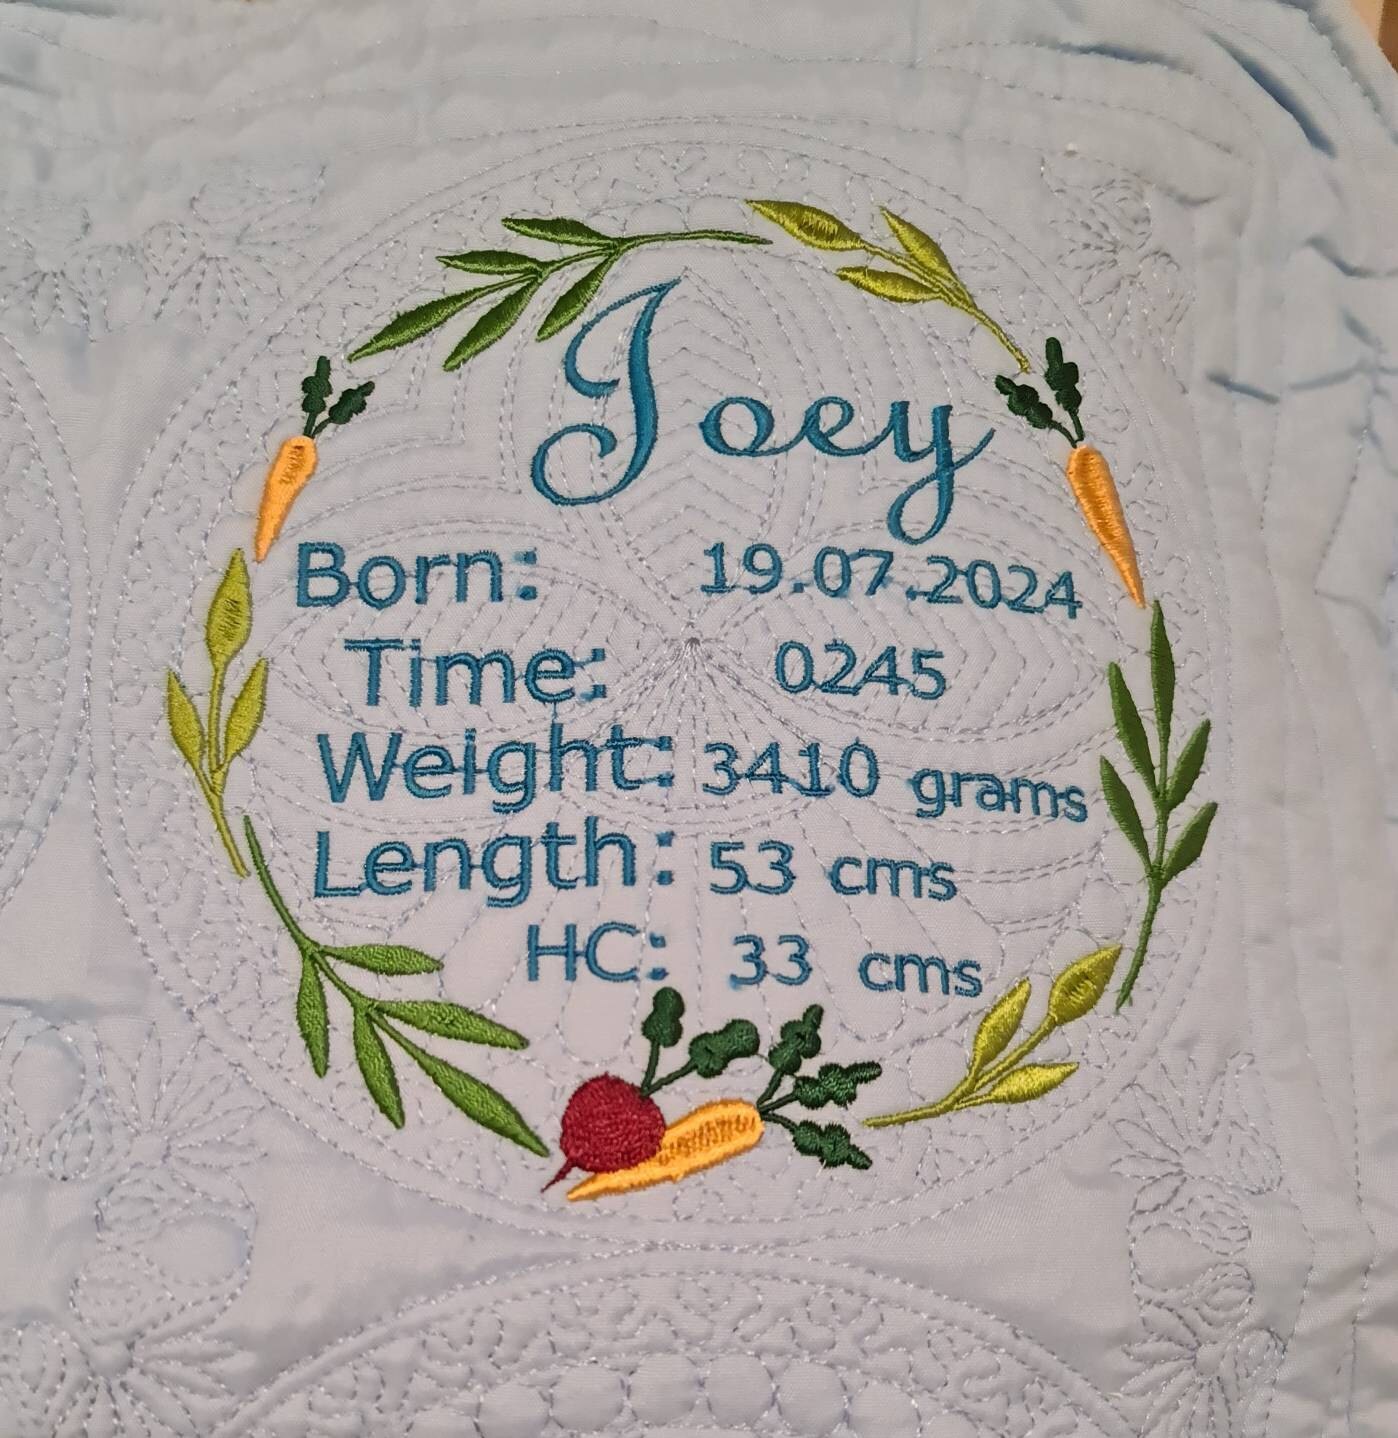 Joey
Born: 19.07.2024
Time: 0245
Weight: 3410 grams
Length: 53 cms
HC: 33 cms